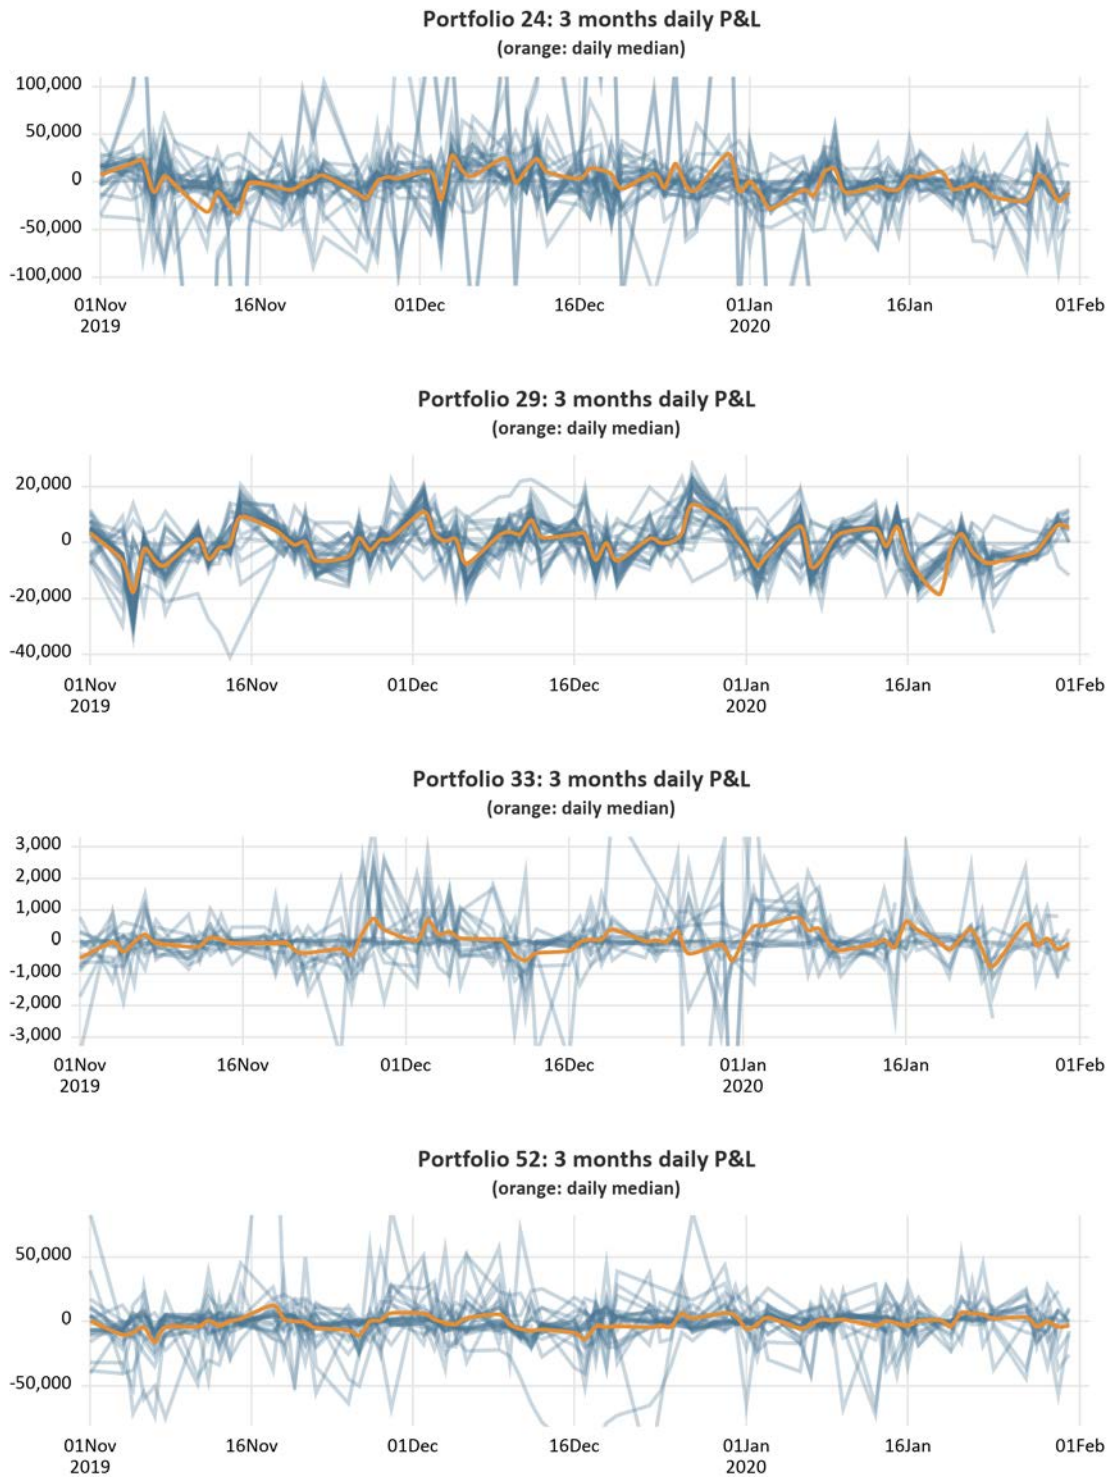 Portfolio 24: 3 months daily P&L
(orange: daily median)
100,000
50,000
0
-50,000
-100,000
01Nov 16Nov 01Dec 16Dec 01Jan 16Jan 01Feb
2019 2020
Portfolio 29: 3 months daily P&L
(orange: daily median)
20,000
0
-20,000
-40,000
01Nov 16Nov 01Dec 16Dec 01Jan 16Jan 01Feb
2019 2020
Portfolio 33: 3 months daily P&L
(orange: daily median)
3,000
2,000
1,000
0
-1,000
-2,000
-3,000
01Nov 16Nov 01Dec 16Dec 01Jan 16Jan 01Feb
2019 2020
Portfolio 52: 3 months daily P&L
(orange: daily median)
50,000
0
-50,000
01Nov 16Nov 01Dec 16Dec 01Jan 16Jan 01Feb
2019 2020